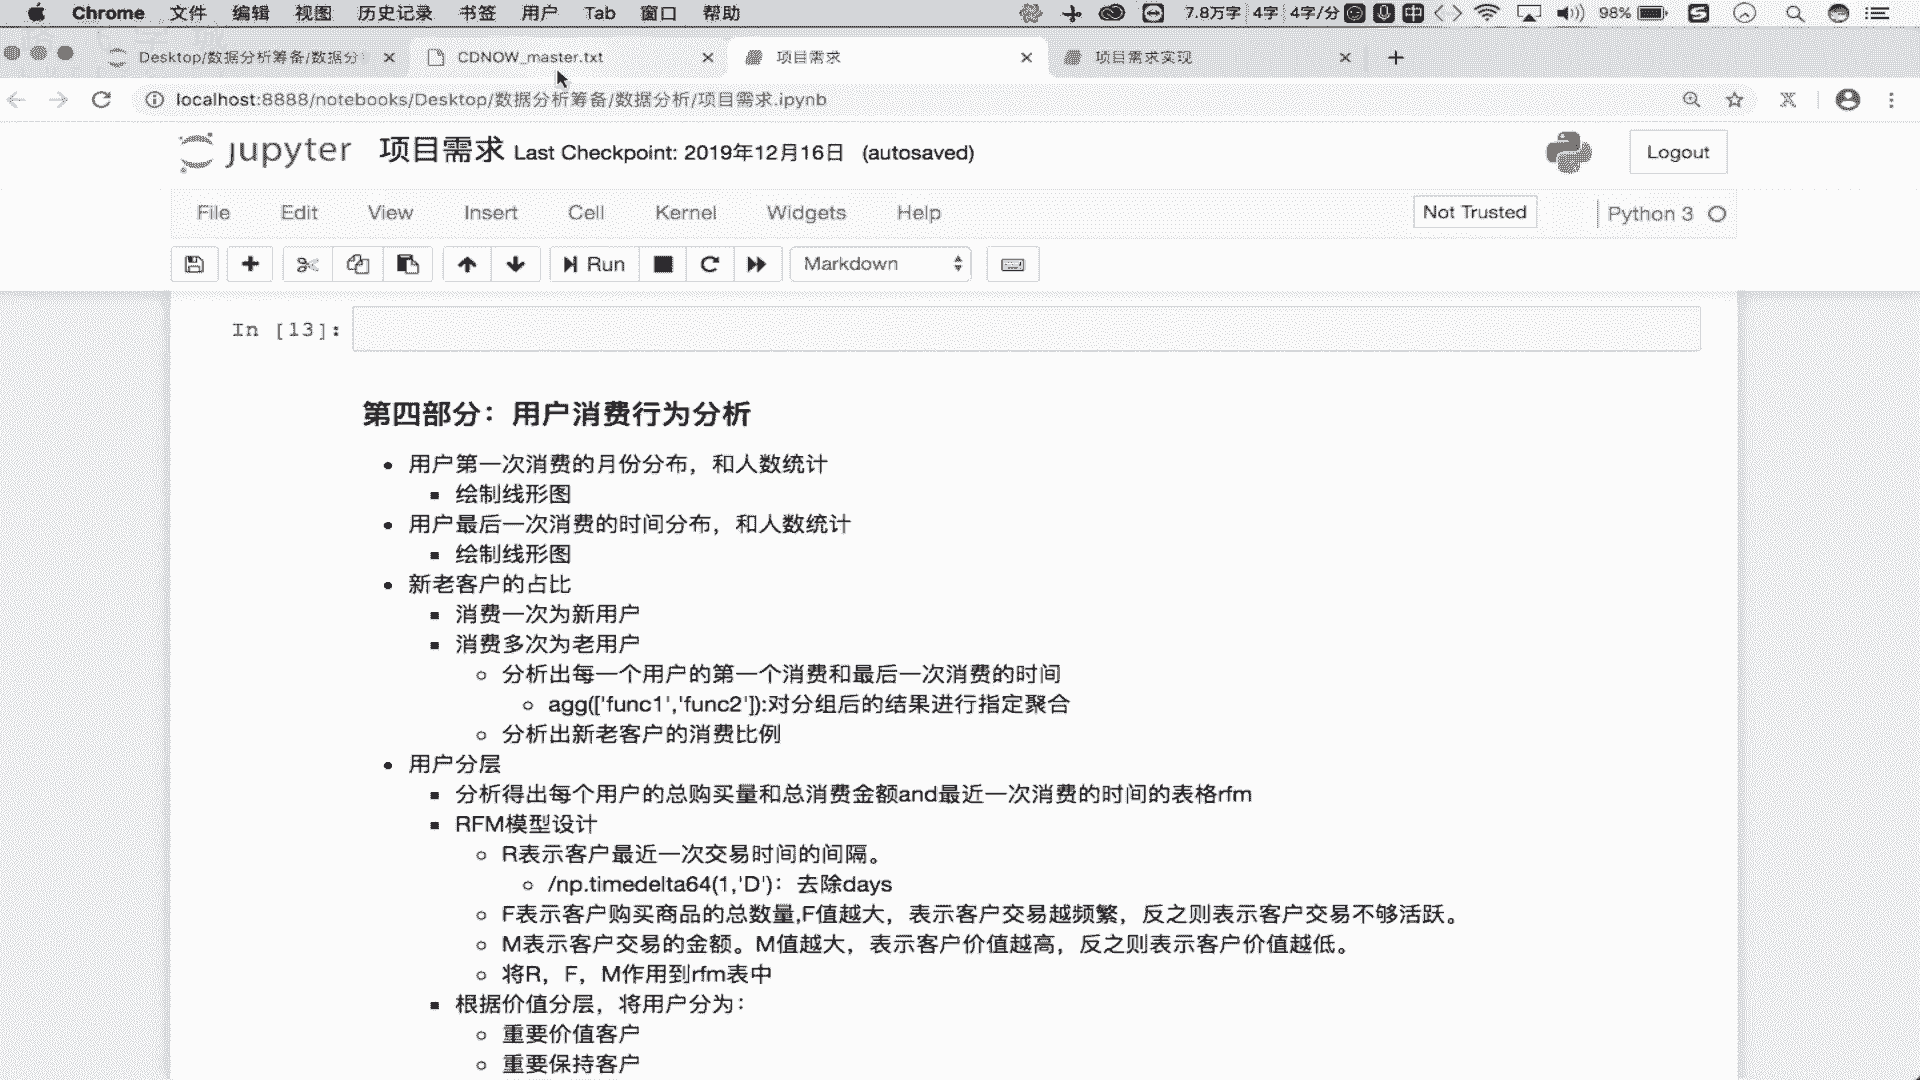 Chrome 文件 编辑 视图 历史记录 书签 用户 Tab 窗口 帮助 7.8万字 4字 4字/分 中 98%
Desktop/数据分析筹备/数据分 CDNOW_master.txt 项目需求 项目需求实现
localhost:8888/notebooks/Desktop/数据分析筹备/数据分析/项目需求.ipynb
jupyter 项目需求 Last Checkpoint: 2019年12月16日 (autosaved) Logout
File Edit View Insert Cell Kernel Widgets Help Not Trusted Python 3
Run Markdown
In [13]:
第四部分：用户消费行为分析
用户第一次消费的月份分布，和人数统计
绘制线形图
用户最后一次消费的时间分布，和人数统计
绘制线形图
新老客户的占比
消费一次为新用户
消费多次为老用户
分析出每一个用户的第一个消费和最后一次消费的时间
agg(['func1','func2']):对分组后的结果进行指定聚合
分析出新老客户的消费比例
用户分层
分析得出每个用户的总购买量和总消费金额and最近一次消费的时间的表格rfm
RFM模型设计
R表示客户最近一次交易时间的间隔。
/np.timedelta64(1,'D')：去除days
F表示客户购买商品的总数量,F值越大，表示客户交易越频繁，反之则表示客户交易不够活跃。
M表示客户交易的金额。M值越大，表示客户价值越高，反之则表示客户价值越低。
将R，F，M作用到rfm表中
根据价值分层，将用户分为：
重要价值客户
重要保持客户